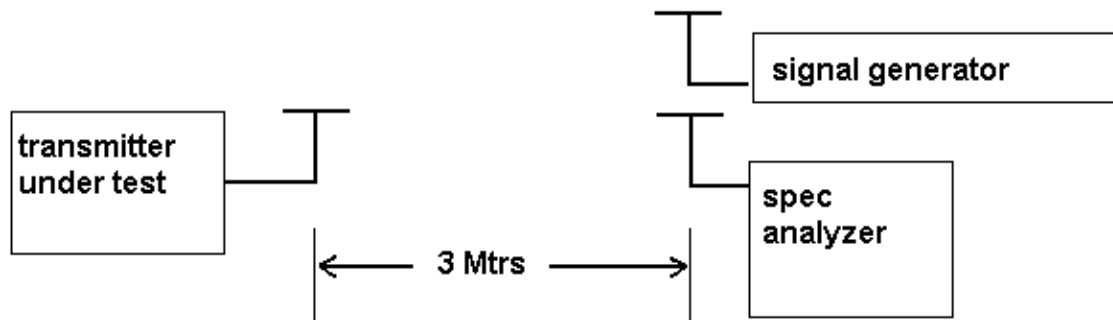 signal generator
transmitter
under test
spec
analyzer
3 Mtrs